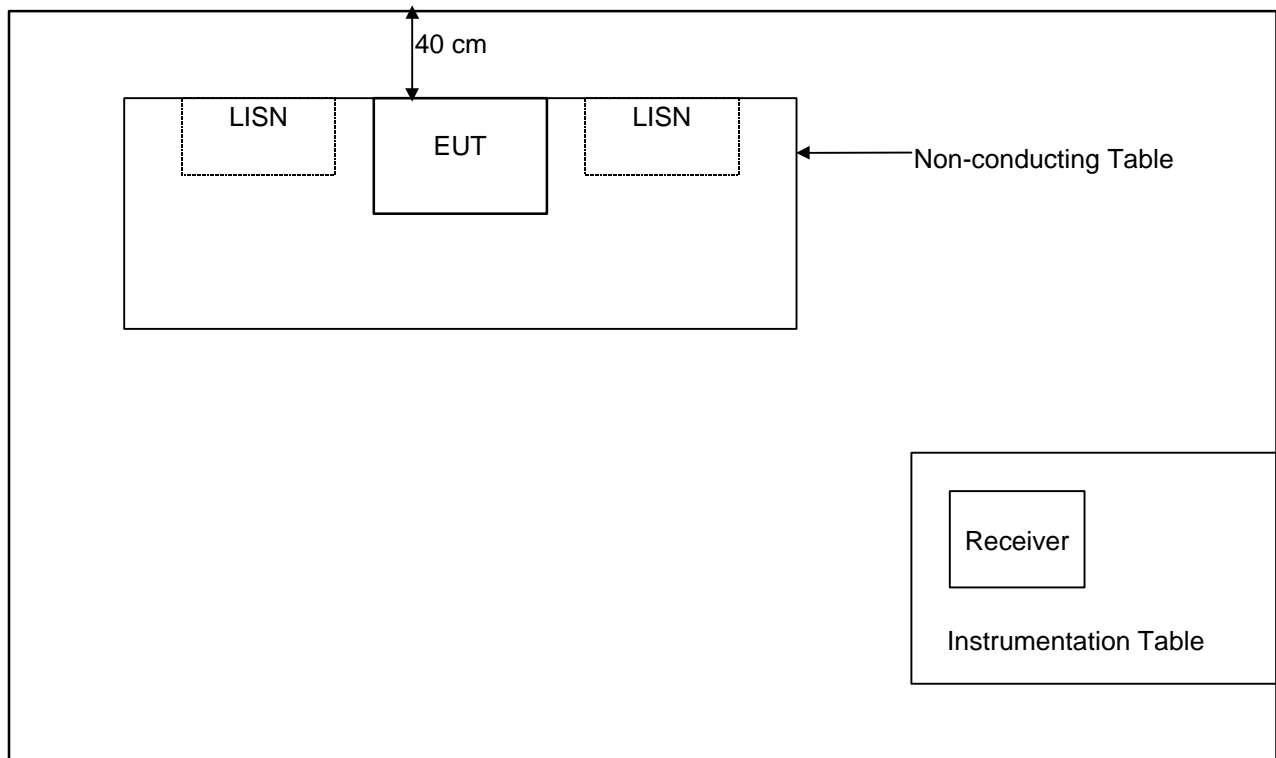 40 cm
LISN
EUT
LISN
Non-conducting Table
Receiver
Instrumentation Table